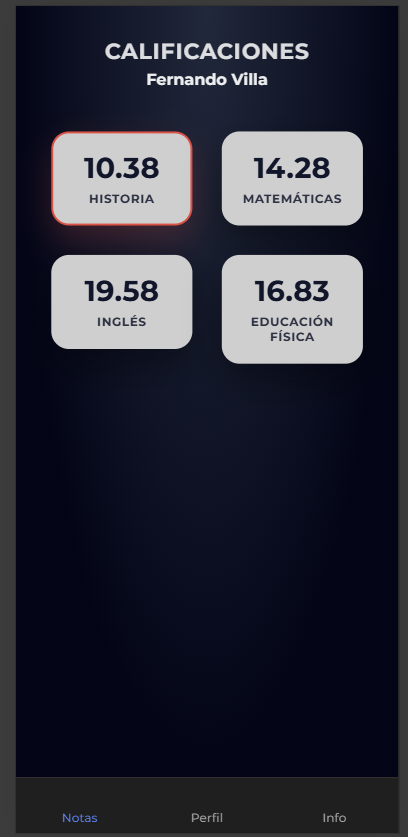 CALIFICACIONES
Fernando Villa
10.38
HISTORIA
14.28
MATEMÁTICAS
19.58
INGLÉS
16.83
EDUCACIÓN
FÍSICA
Notas
Perfil
Info